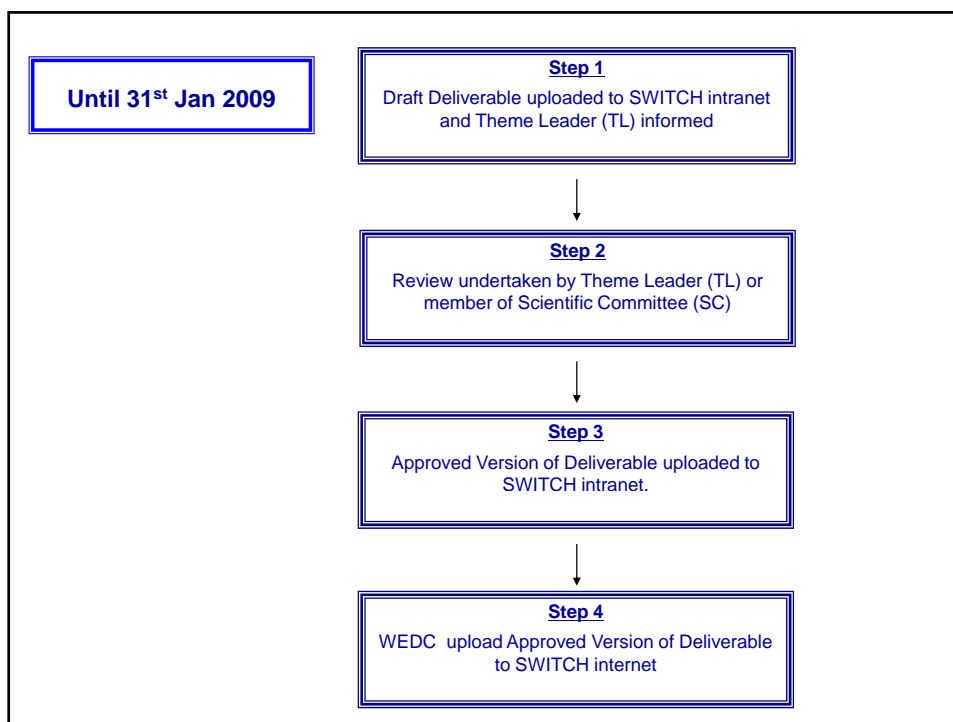 Until 31st Jan 2009
Step 1
Draft Deliverable uploaded to SWITCH intranet
and Theme Leader (TL) informed
Step 2
Review undertaken by Theme Leader (TL) or
member of Scientific Committee (SC)
Step 3
Approved Version of Deliverable uploaded to
SWITCH intranet.
Step 4
WEDC upload Approved Version of Deliverable
to SWITCH internet